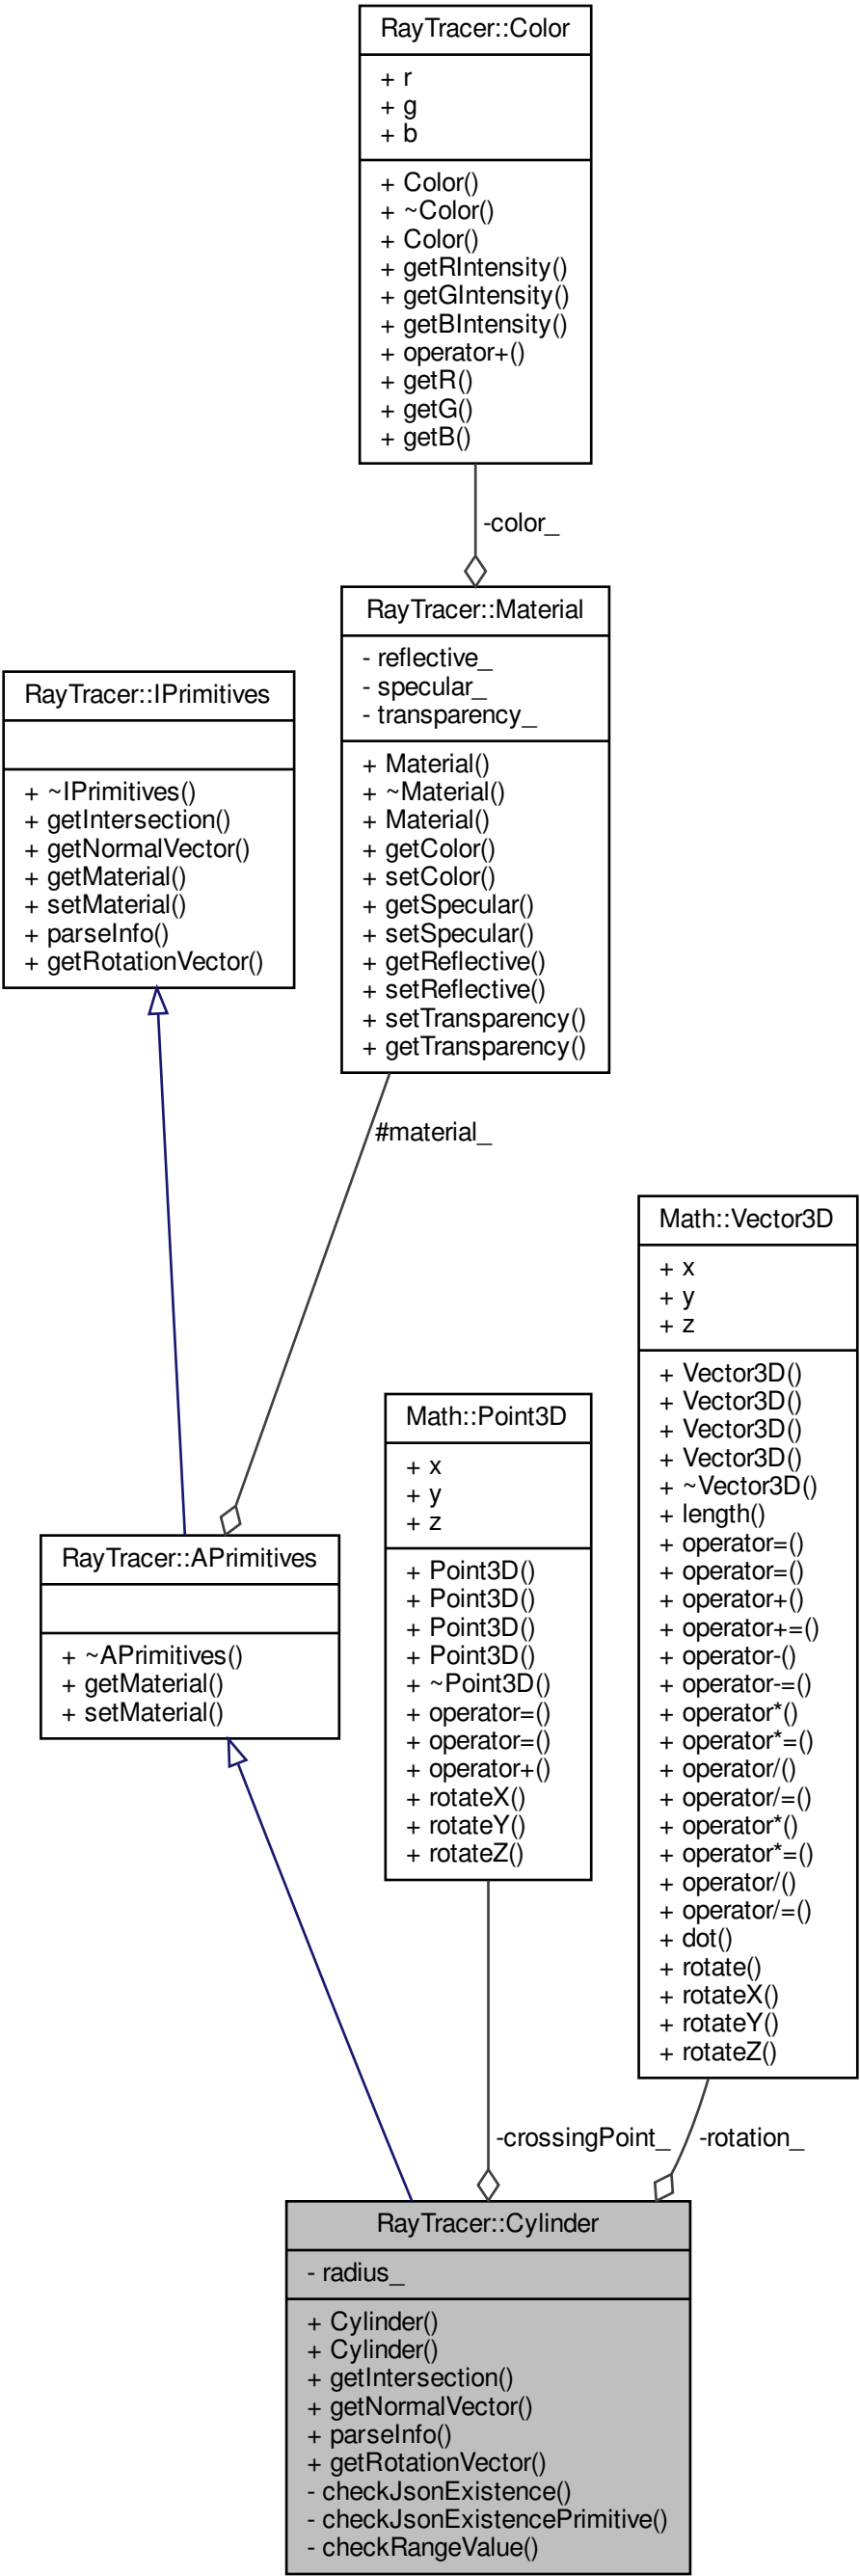 RayTracer::Color
+ r
+ g
+ b
+ Color()
+ ~Color()
+ Color()
+ getRIntensity()
+ getGIntensity()
+ getBIntensity()
+ operator+()
+ getR()
+ getG()
+ getB()
-color_
RayTracer::Material
- reflective_
- specular_
- transparency_
+ Material()
+ ~Material()
+ Material()
+ getColor()
+ setColor()
+ getSpecular()
+ setSpecular()
+ getReflective()
+ setReflective()
+ setTransparency()
+ getTransparency()
RayTracer::IPrimitives
+ ~IPrimitives()
+ getIntersection()
+ getNormalVector()
+ getMaterial()
+ setMaterial()
+ parseInfo()
+ getRotationVector()
#material_
Math::Vector3D
+ x
+ y
+ z
+ Vector3D()
+ Vector3D()
+ Vector3D()
+ Vector3D()
+ ~Vector3D()
+ length()
+ operator=()
+ operator=()
+ operator+()
+ operator+=()
+ operator-()
+ operator-=()
+ operator*()
+ operator*=()
+ operator/()
+ operator/=()
+ operator*()
+ operator*=()
+ operator/()
+ operator/=()
+ dot()
+ rotate()
+ rotateX()
+ rotateY()
+ rotateZ()
Math::Point3D
+ x
+ y
+ z
+ Point3D()
+ Point3D()
+ Point3D()
+ Point3D()
+ ~Point3D()
+ operator=()
+ operator=()
+ operator+()
+ rotateX()
+ rotateY()
+ rotateZ()
RayTracer::APrimitives
+ ~APrimitives()
+ getMaterial()
+ setMaterial()
-crossingPoint_
-rotation_
RayTracer::Cylinder
- radius_
+ Cylinder()
+ Cylinder()
+ getIntersection()
+ getNormalVector()
+ parseInfo()
+ getRotationVector()
- checkJsonExistence()
- checkJsonExistencePrimitive()
- checkRangeValue()